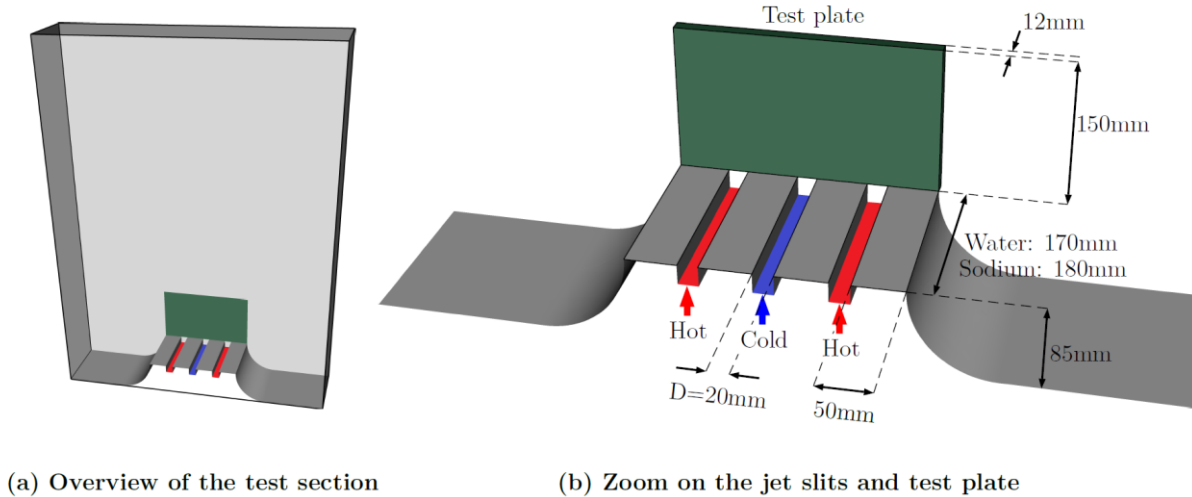 Test plate
12mm
150mm
Water: 170mm
Sodium: 180mm
Hot
Cold
Hot
85mm
D=20mm
50mm
(a) Overview of the test section
(b) Zoom on the jet slits and test plate